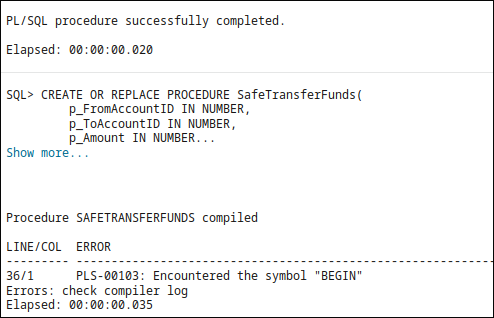 PL/SQL procedure successfully completed.
Elapsed: 00:00:00.020
SQL> CREATE OR REPLACE PROCEDURE SafeTransferFunds(
p_FromAccountID IN NUMBER,
p_ToAccountID IN NUMBER,
p_Amount IN NUMBER...
Show more...
Procedure SAFETRANSFERFUNDS compiled
LINE/COL  ERROR
--------- -------------------------------------------------------------
36/1      PLS-00103: Encountered the symbol "BEGIN"
Errors: check compiler log
Elapsed: 00:00:00.035